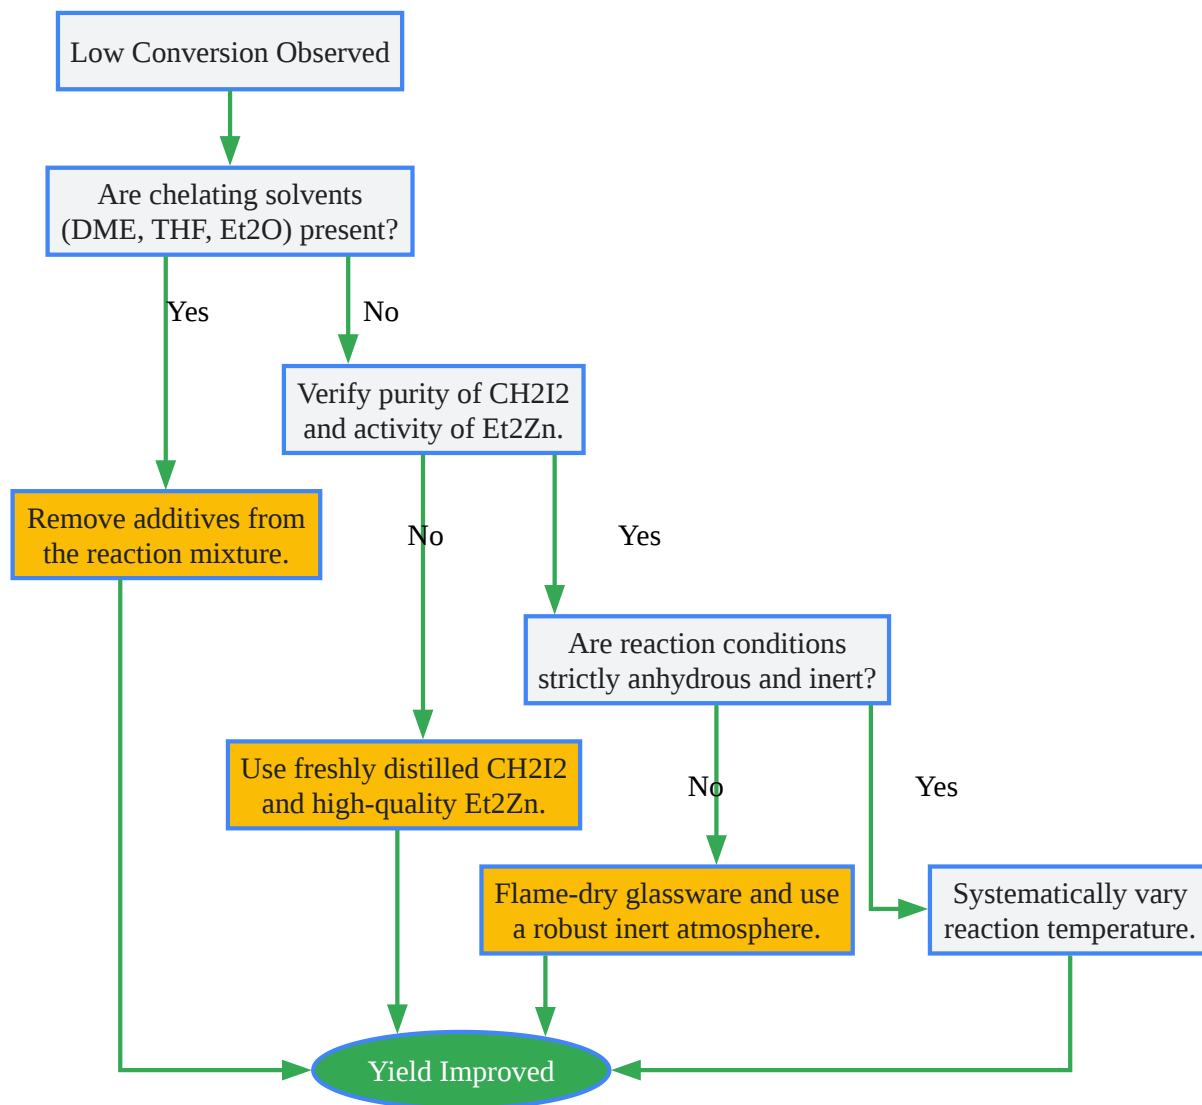 Low Conversion Observed
Are chelating solvents
(DME, THF, Et2O) present?
Yes
No
Verify purity of CH2I2
and activity of Et2Zn.
Remove additives from
the reaction mixture.
No
Yes
Are reaction conditions
strictly anhydrous and inert?
Use freshly distilled CH2I2
and high-quality Et2Zn.
No
Yes
Flame-dry glassware and use
a robust inert atmosphere.
Systematically vary
reaction temperature.
Yield Improved